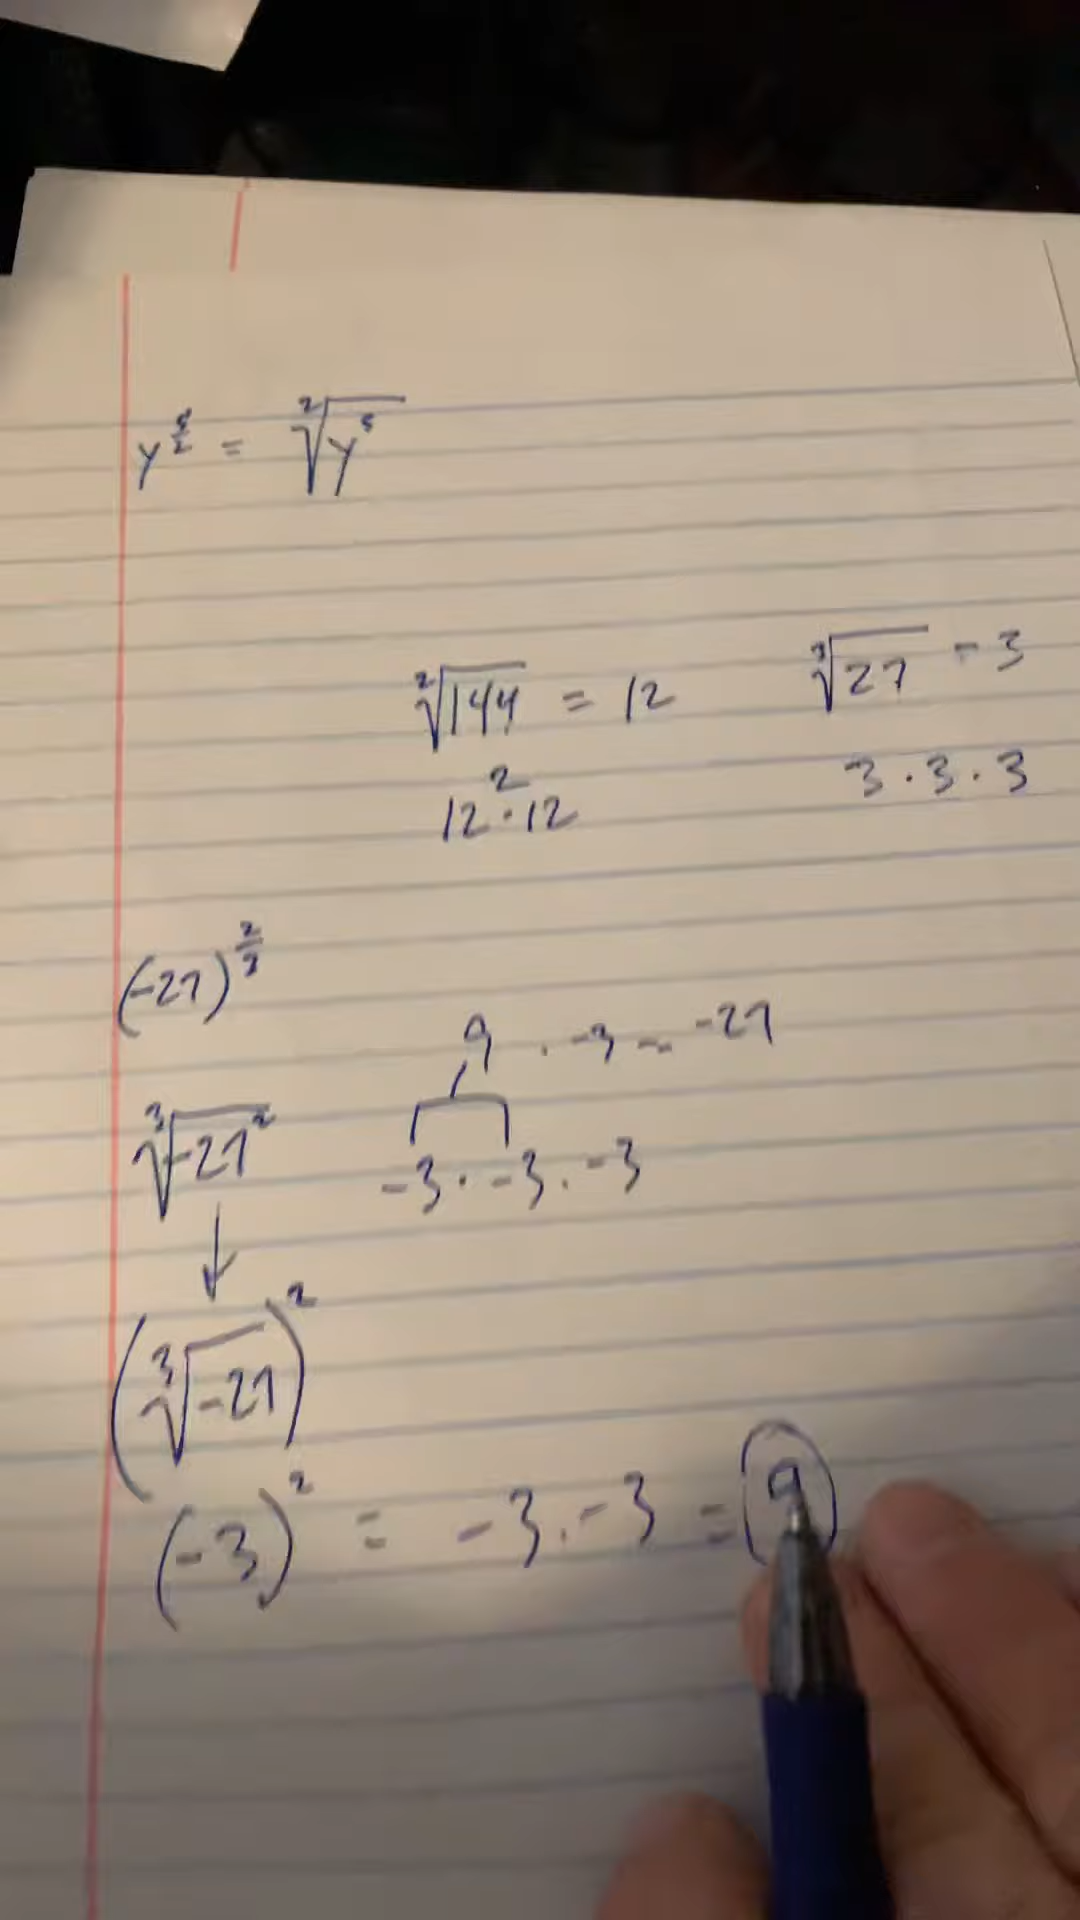 y^(5/2) = ²√(y⁵)
²√144 = 12
³√27 = 3
2
12 · 12
3 · 3 · 3
(-27)^(2/3)
9 · -3 = -27
³√(-27²)
-3 · -3 · -3
(³√-27)²
(-3)² = -3 · -3 = 9